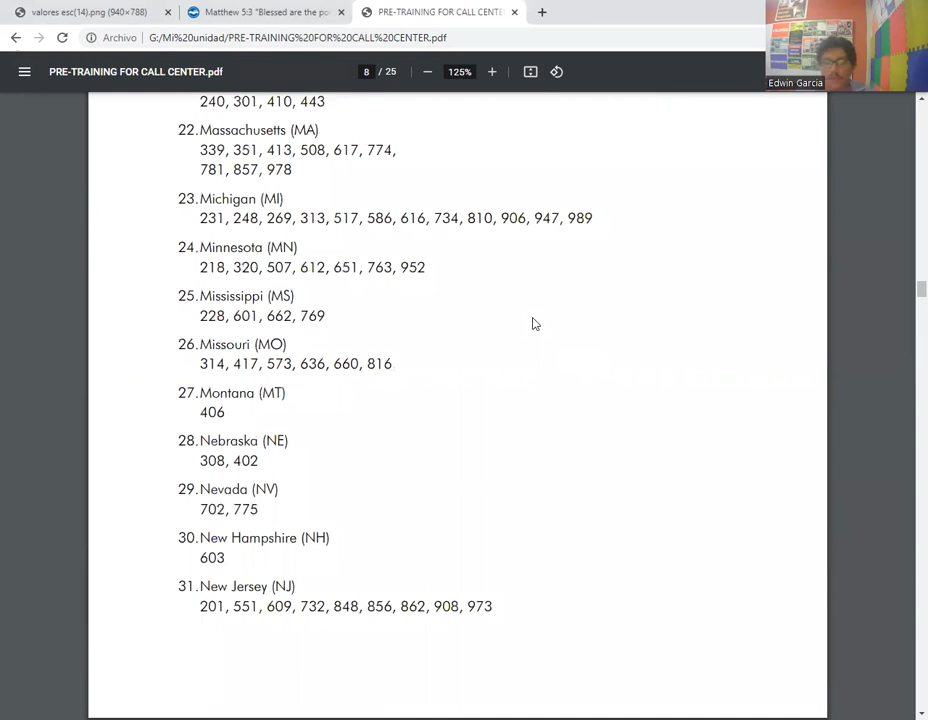 valores esc(14).png (940×788)
Matthew 5:3 "Blessed are the po
PRE-TRAINING FOR CALL CENTE
Archivo
G:/Mi%20unidad/PRE-TRAINING%20FOR%20CALL%20CENTER.pdf
PRE-TRAINING FOR CALL CENTER.pdf
8 / 25
125%
Edwin Garcia
240, 301, 410, 443
22. Massachusetts (MA)
339, 351, 413, 508, 617, 774,
781, 857, 978
23. Michigan (MI)
231, 248, 269, 313, 517, 586, 616, 734, 810, 906, 947, 989
24. Minnesota (MN)
218, 320, 507, 612, 651, 763, 952
25. Mississippi (MS)
228, 601, 662, 769
26. Missouri (MO)
314, 417, 573, 636, 660, 816
27. Montana (MT)
406
28. Nebraska (NE)
308, 402
29. Nevada (NV)
702, 775
30. New Hampshire (NH)
603
31. New Jersey (NJ)
201, 551, 609, 732, 848, 856, 862, 908, 973